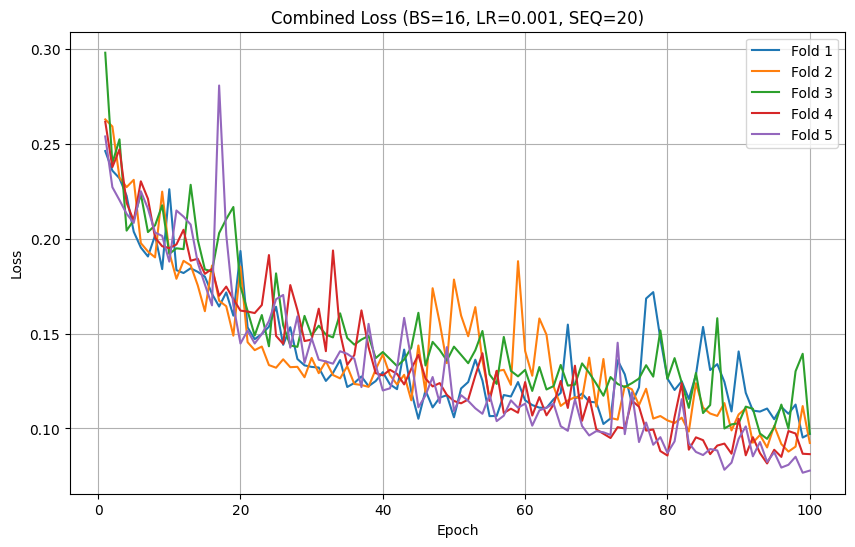 Combined Loss (BS=16, LR=0.001, SEQ=20)
Fold 1
Fold 2
Fold 3
Fold 4
Fold 5
Loss
0.30
0.25
0.20
0.15
0.10
0 20 40 60 80 100
Epoch